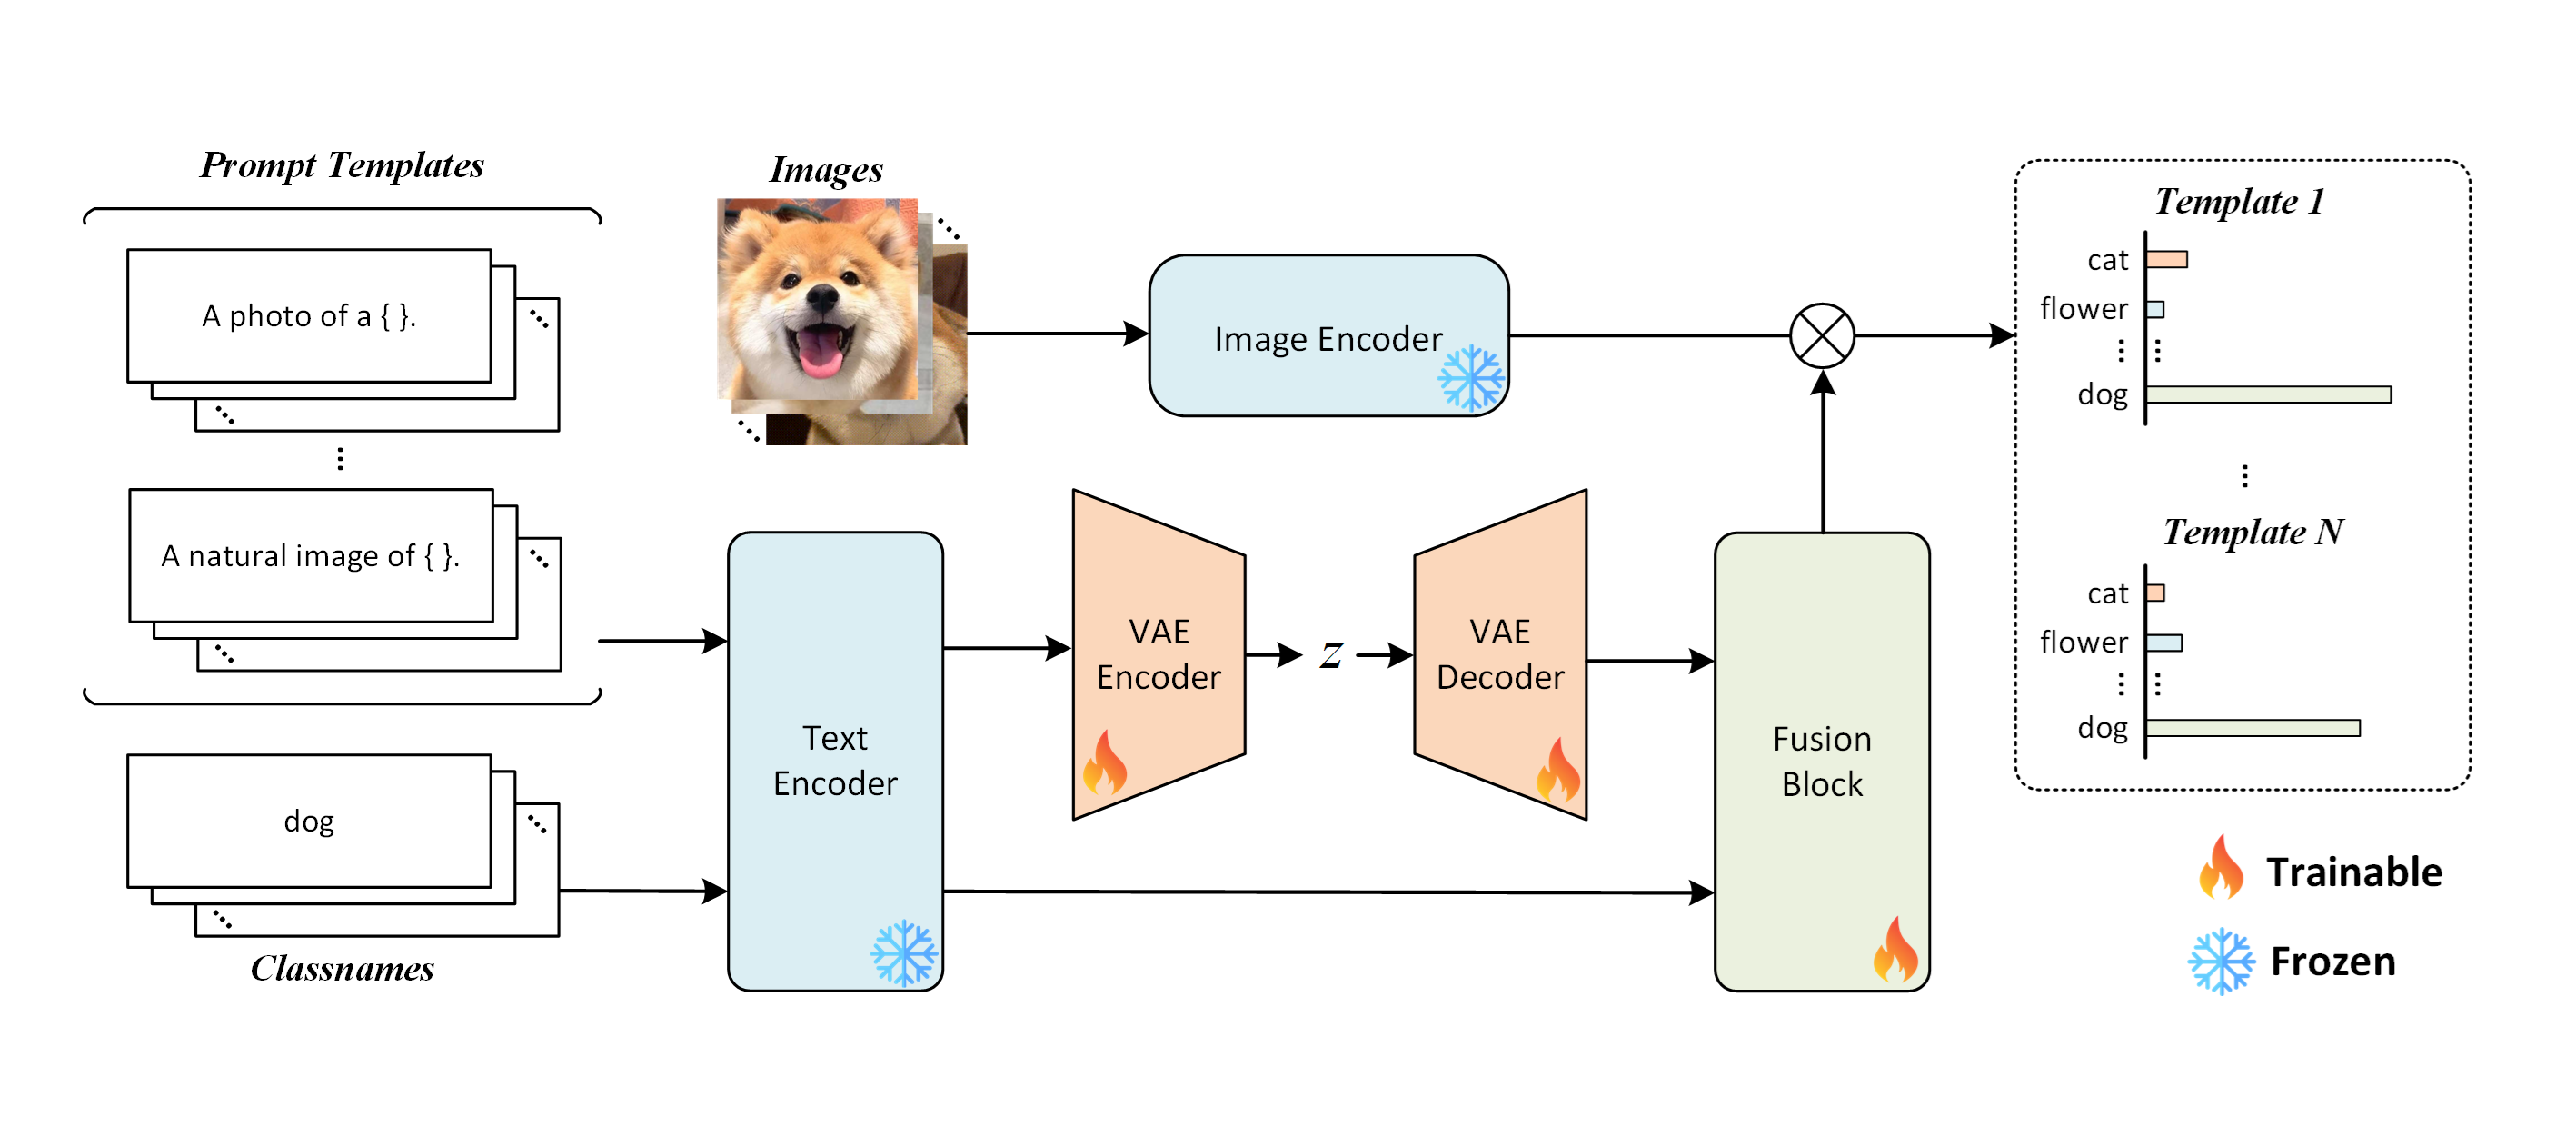 Prompt Templates
A photo of a { }.
A natural image of { }.
dog
Classnames
Images
Image Encoder
Text
Encoder
VAE
Encoder
z
VAE
Decoder
Fusion
Block
Template 1
cat
flower
dog
Template N
cat
flower
dog
Trainable
Frozen